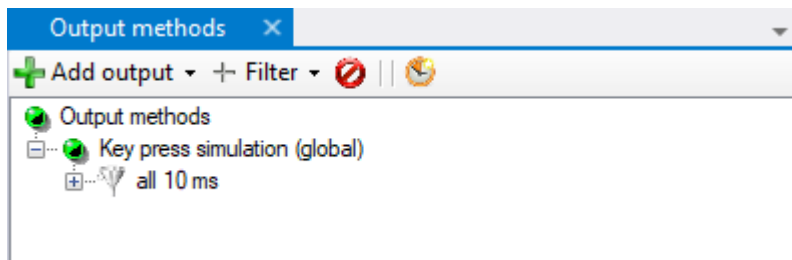 Output methods
Add output Filter
Output methods
Key press simulation (global)
all 10 ms